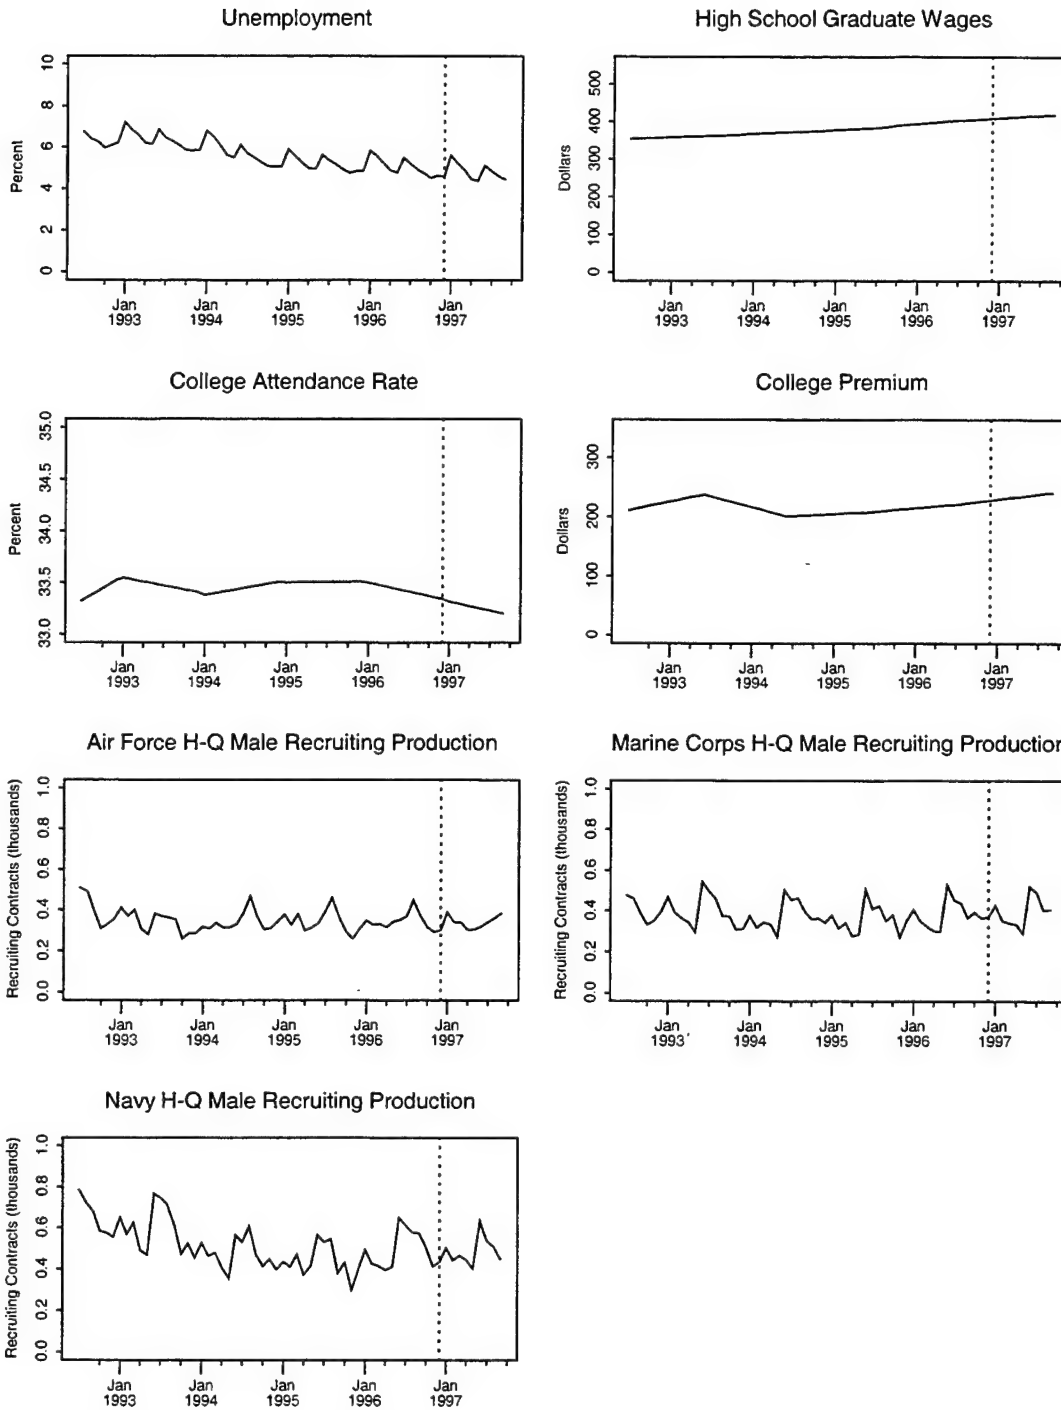 Unemployment
Percent
10
8
6
4
2
0
Jan
1993
Jan
1994
Jan
1995
Jan
1996
Jan
1997
High School Graduate Wages
Dollars
500
400
300
200
100
0
Jan
1993
Jan
1994
Jan
1995
Jan
1996
Jan
1997
College Attendance Rate
Percent
35.0
34.5
34.0
33.5
33.0
Jan
1993
Jan
1994
Jan
1995
Jan
1996
Jan
1997
College Premium
Dollars
300
200
100
0
Jan
1993
Jan
1994
Jan
1995
Jan
1996
Jan
1997
Air Force H-Q Male Recruiting Production
Recruiting Contracts (thousands)
1.0
0.8
0.6
0.4
0.2
0.0
Jan
1993
Jan
1994
Jan
1995
Jan
1996
Jan
1997
Marine Corps H-Q Male Recruiting Production
Recruiting Contracts (thousands)
1.0
0.8
0.6
0.4
0.2
0.0
Jan
1993
Jan
1994
Jan
1995
Jan
1996
Jan
1997
Navy H-Q Male Recruiting Production
Recruiting Contracts (thousands)
1.0
0.8
0.6
0.4
0.2
0.0
Jan
1993
Jan
1994
Jan
1995
Jan
1996
Jan
1997